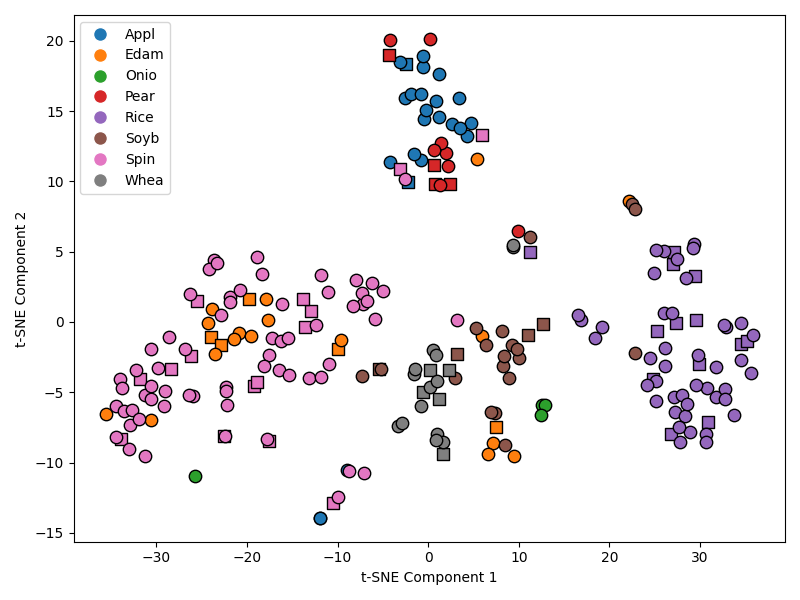 Appl
Edam
Onio
Pear
Rice
Soyb
Spin
Whea
20
15
10
5
0
−5
−10
−15
t-SNE Component 2
−30 −20 −10 0 10 20 30
t-SNE Component 1